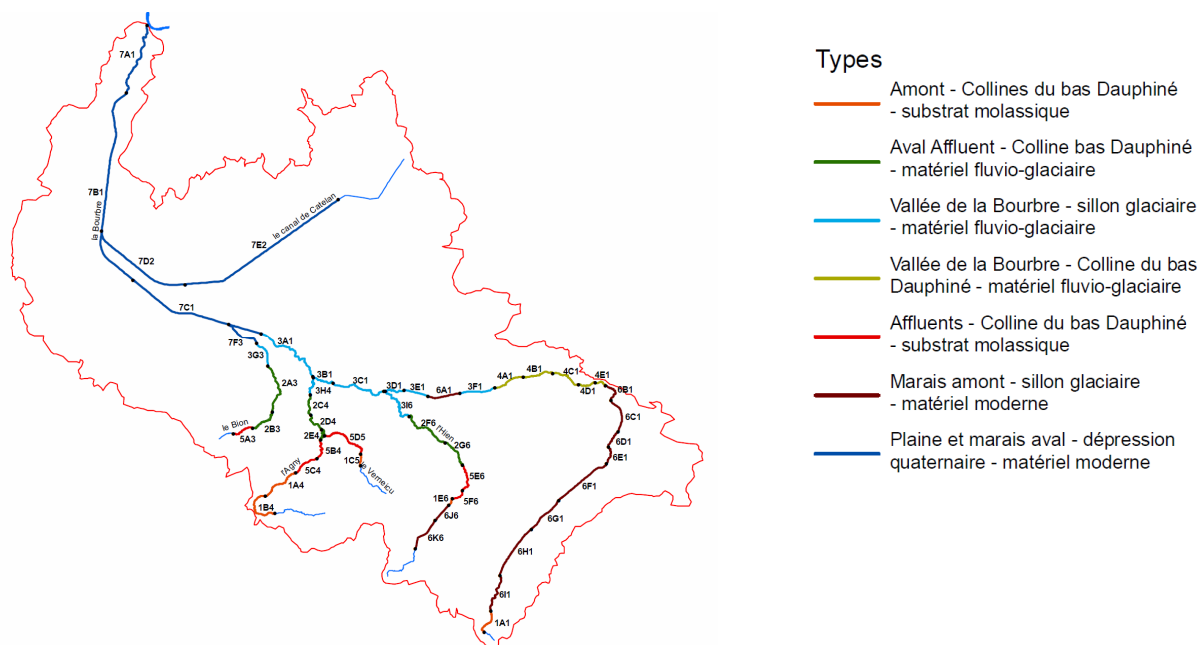 7A1
7B1
la Bourbre
le canal de Catelan
7E2
7D2
7C1
7F3
3A1
3G3
3B1
3H4
3C1
3D1
3E1
6A1
3F1
4A1
4B1
4C1
4E1
4D1
6B1
6C1
6D1
6E1
6F1
6G1
6H1
6I1
1A1
2A3
2B3
le Bion
5A3
2C4
2D4
2E4
5D5
5B4
5C4
l'Agny
1C5
le Verneicu
1A4
1B4
3I6
2F6
l'Hien
2G6
5E6
1E6
5F6
6J6
6K6
Types
Amont - Collines du bas Dauphiné
- substrat molassique
Aval Affluent - Colline bas Dauphiné
- matériel fluvio-glaciaire
Vallée de la Bourbre - sillon glaciaire
- matériel fluvio-glaciaire
Vallée de la Bourbre - Colline du bas
Dauphiné - matériel fluvio-glaciaire
Affluents - Colline du bas Dauphiné
- substrat molassique
Marais amont - sillon glaciaire
- matériel moderne
Plaine et marais aval - dépression
quaternaire - matériel moderne